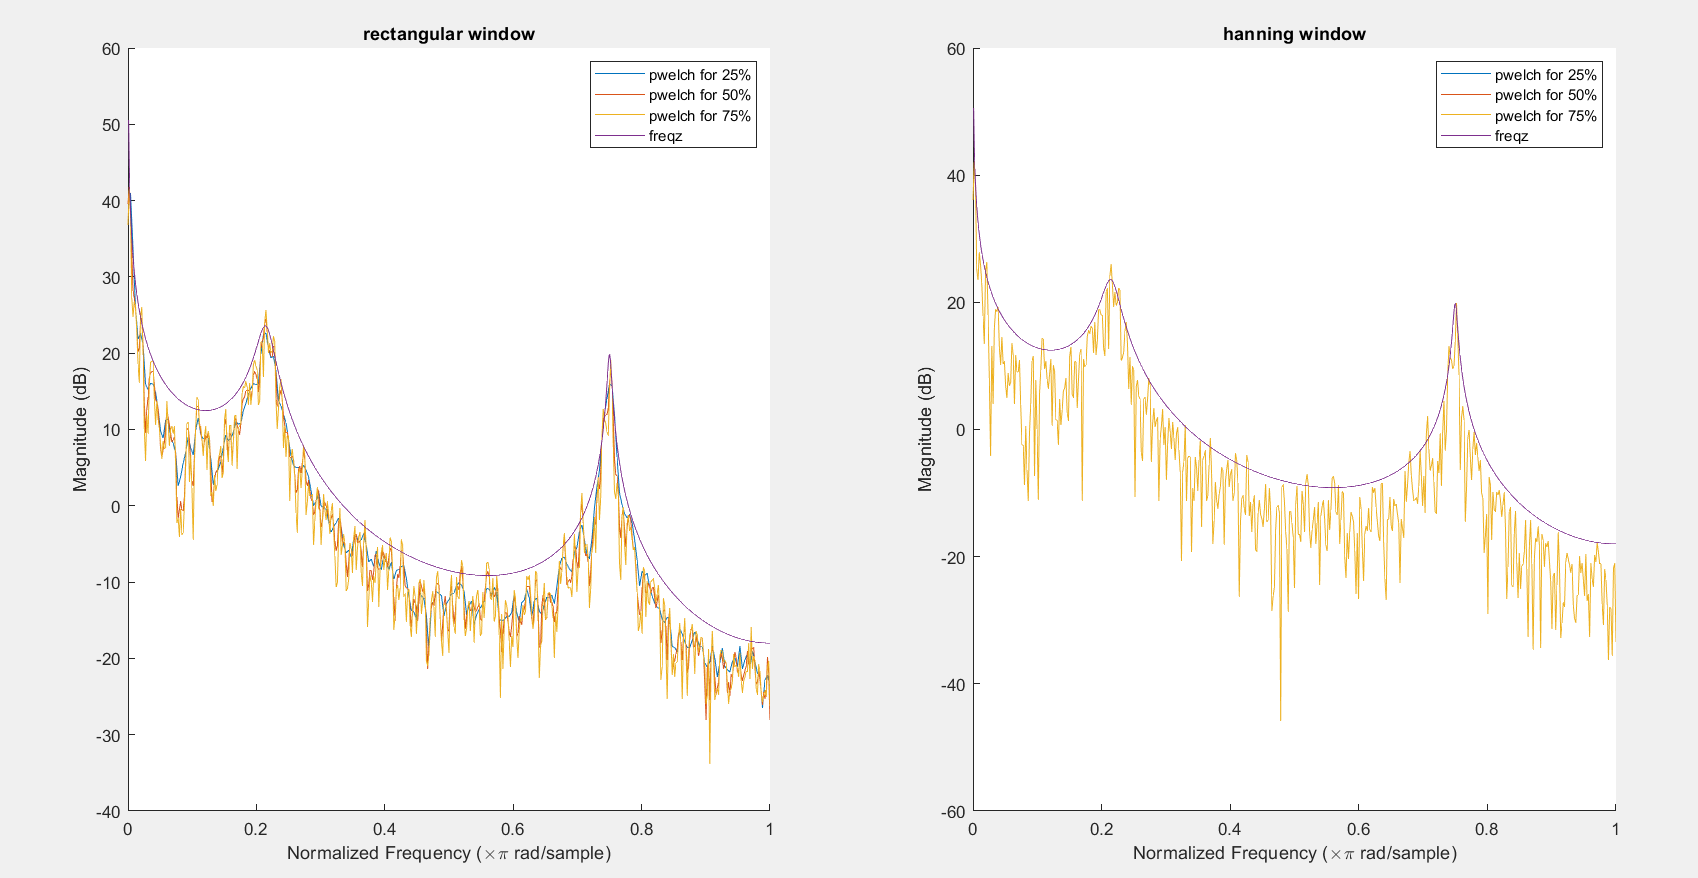 rectangular window
60
50
40
30
20
10
0
-10
-20
-30
-40
Magnitude (dB)
pwelch for 25%
pwelch for 50%
pwelch for 75%
freqz
0
0.2
0.4
0.6
0.8
1
Normalized Frequency (×π rad/sample)
hanning window
60
40
20
0
-20
-40
-60
Magnitude (dB)
pwelch for 25%
pwelch for 50%
pwelch for 75%
freqz
0
0.2
0.4
0.6
0.8
1
Normalized Frequency (×π rad/sample)